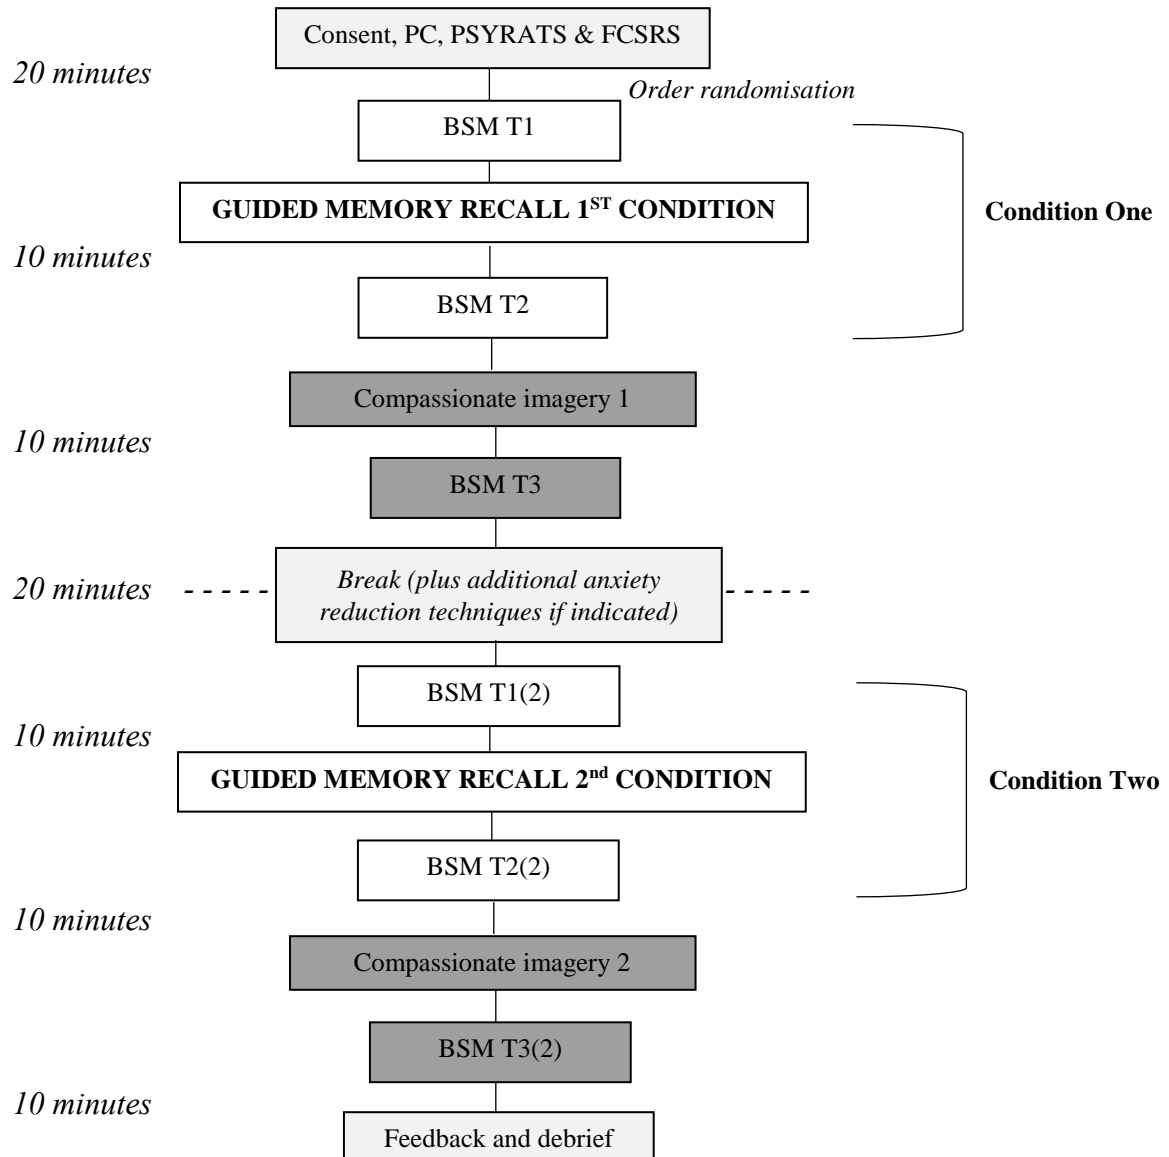 Consent, PC, PSYRATS & FCSRS
20 minutes
Order randomisation
BSM T1
GUIDED MEMORY RECALL 1ST CONDITION
Condition One
10 minutes
BSM T2
Compassionate imagery 1
10 minutes
BSM T3
20 minutes
Break (plus additional anxiety
reduction techniques if indicated)
BSM T1(2)
10 minutes
GUIDED MEMORY RECALL 2nd CONDITION
Condition Two
BSM T2(2)
10 minutes
Compassionate imagery 2
BSM T3(2)
10 minutes
Feedback and debrief